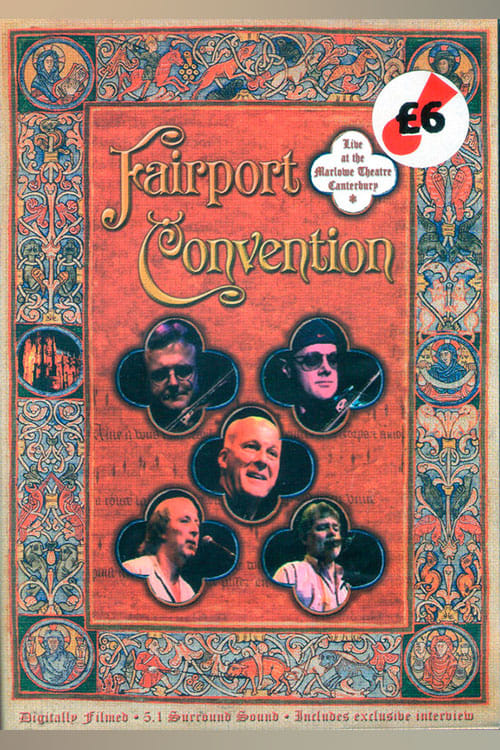 £6
Live
at the
Marlowe Theatre
Canterbury
*
Fairport
Convention
Digitally Filmed • 5.1 Surround Sound • Includes exclusive interview